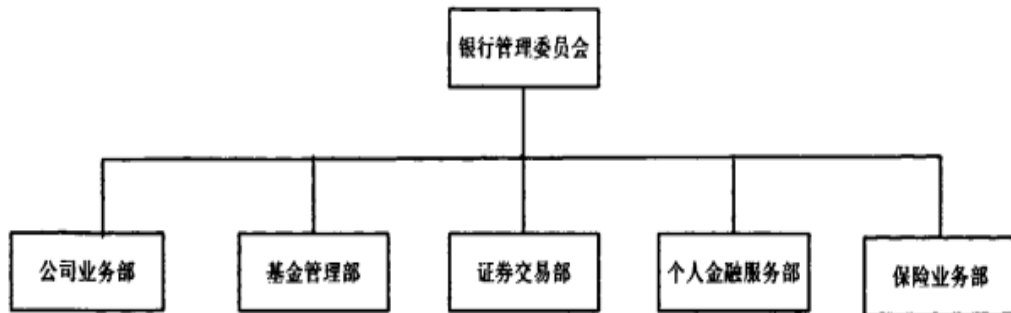 银行管理委员会
公司业务部
基金管理部
证券交易部
个人金融服务部
保险业务部